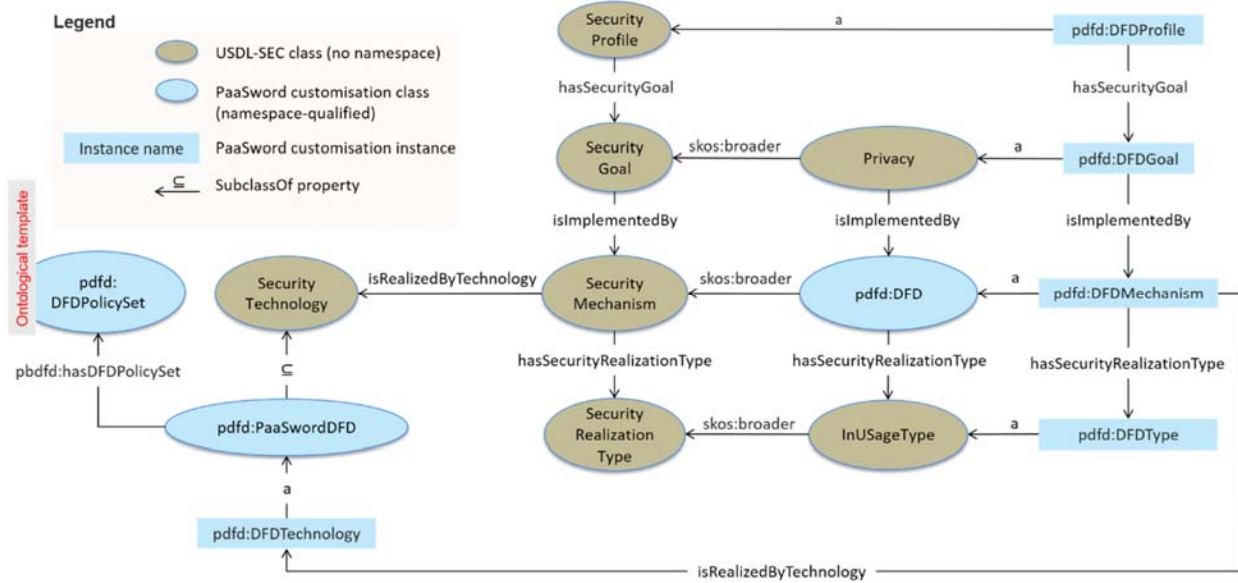 Legend
USDL-SEC class (no namespace)
PaaSword customisation class
(namespace-qualified)
Instance name
PaaSword customisation instance
⊆
SubclassOf property
Ontological template
Security
Profile
a
pdfd:DFDProfile
hasSecurityGoal
hasSecurityGoal
Security
Goal
skos:broader
Privacy
a
pdfd:DFDGoal
isImplementedBy
isImplementedBy
isImplementedBy
pdfd:
DFDPolicySet
Security
Technology
isRealizedByTechnology
Security
Mechanism
skos:broader
pdfd:DFD
a
pdfd:DFDMechanism
pbdfd:hasDFDPolicySet
⊆
hasSecurityRealizationType
hasSecurityRealizationType
hasSecurityRealizationType
pdfd:PaaSwordDFD
Security
Realization
Type
skos:broader
InUSageType
a
pdfd:DFDType
a
pdfd:DFDTechnology
isRealizedByTechnology